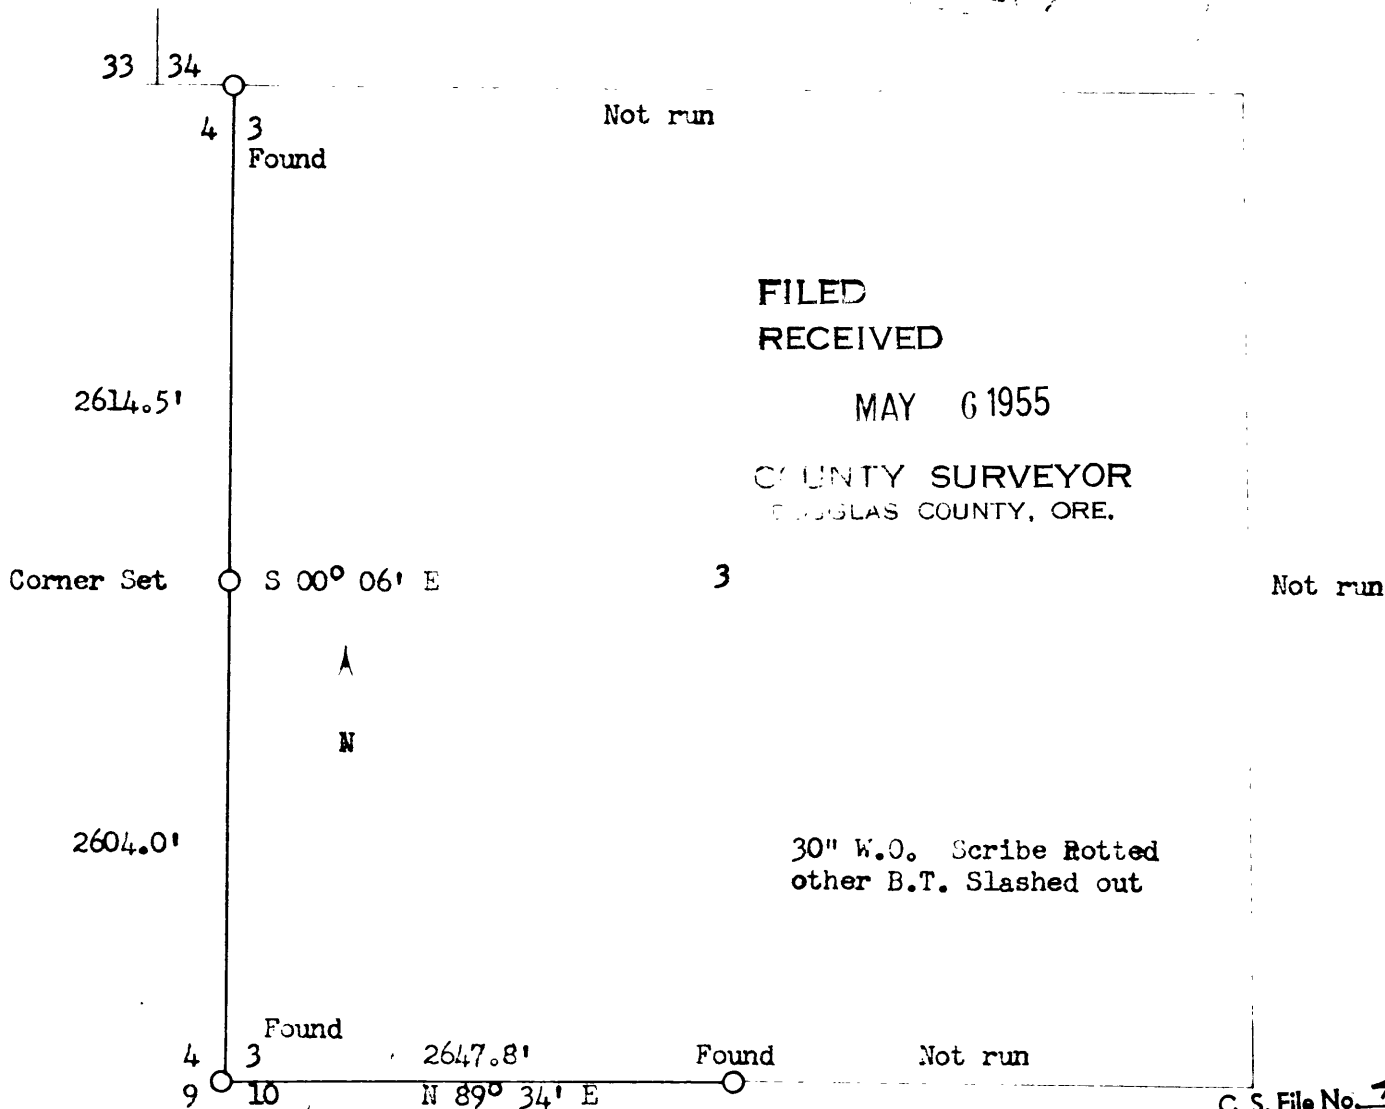 33 34
Not run
4 3
Found
FILED
RECEIVED
2614.5'
MAY 6 1955
COUNTY SURVEYOR
DOUGLAS COUNTY, ORE.
Corner Set
S 00° 06' E
3
Not run
N
2604.0'
30" W.O. Scribe Rotted
other B.T. Slashed out
Found
4 3
2647.8'
Found
Not run
9 10
N 89° 34' E
C. S. File No.